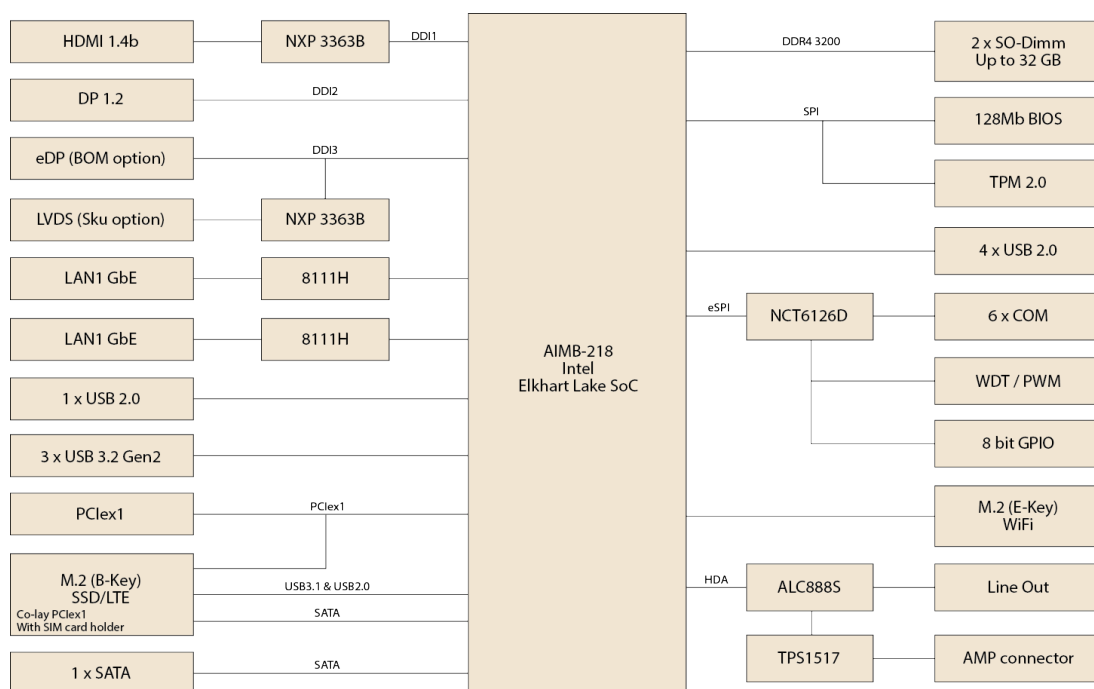 HDMI 1.4b
NXP 3363B
DDI1
DP 1.2
DDI2
eDP (BOM option)
DDI3
LVDS (Sku option)
NXP 3363B
LAN1 GbE
8111H
LAN1 GbE
8111H
1 x USB 2.0
3 x USB 3.2 Gen2
PCIex1
PCIex1
M.2 (B-Key)
SSD/LTE
Co-lay PCIex1
With SIM card holder
USB3.1 & USB2.0
SATA
1 x SATA
SATA
AIMB-218
Intel
Elkhart Lake SoC
DDR4 3200
2 x SO-Dimm
Up to 32 GB
SPI
128Mb BIOS
TPM 2.0
4 x USB 2.0
eSPI
NCT6126D
6 x COM
WDT / PWM
8 bit GPIO
M.2 (E-Key)
WiFi
HDA
ALC888S
Line Out
TPS1517
AMP connector